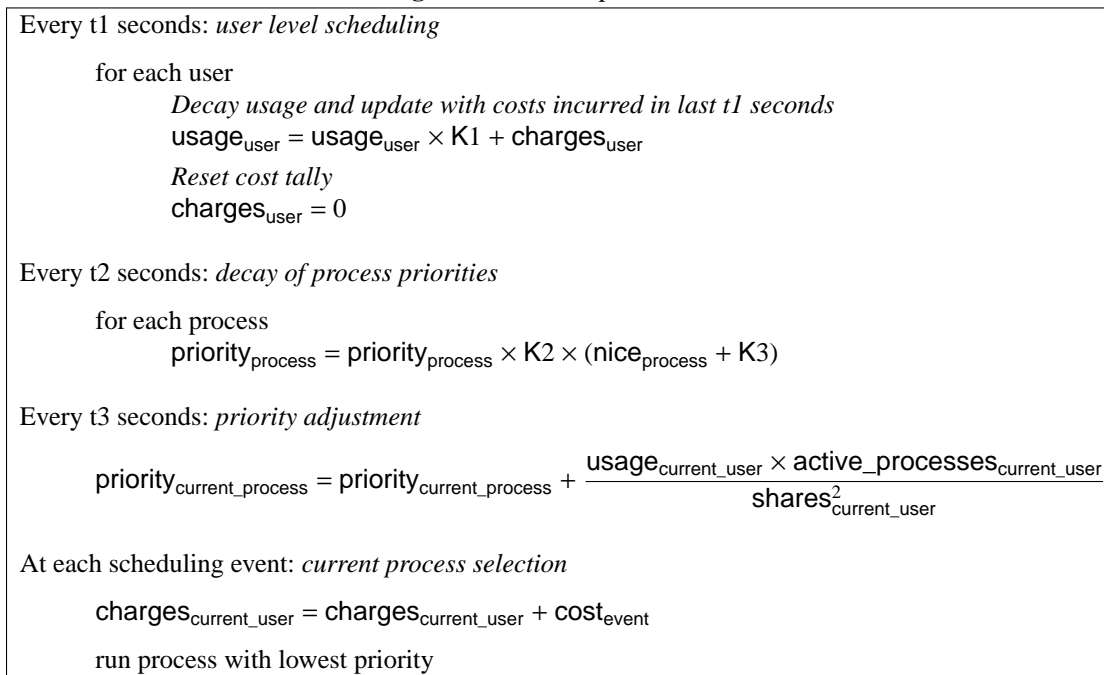 Every t1 seconds: user level scheduling
for each user
Decay usage and update with costs incurred in last t1 seconds
usage_user = usage_user × K1 + charges_user
Reset cost tally
charges_user = 0
Every t2 seconds: decay of process priorities
for each process
priority_process = priority_process × K2 × (nice_process + K3)
Every t3 seconds: priority adjustment
priority_current_process = priority_current_process + usage_current_user × active_processes_current_user / shares²_current_user
At each scheduling event: current process selection
charges_current_user = charges_current_user + cost_event
run process with lowest priority